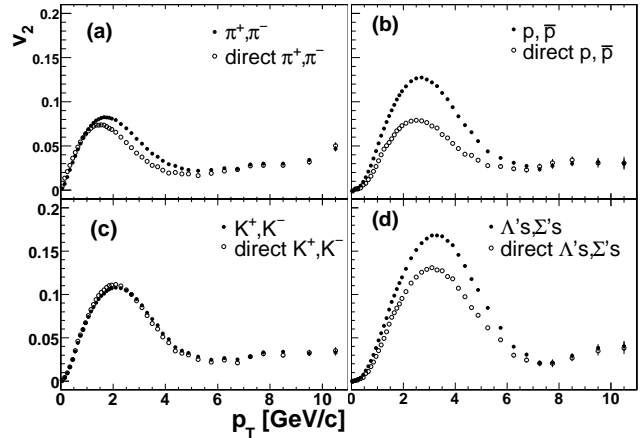 (a)
π⁺,π⁻
direct π⁺,π⁻
(b)
p, p̅
direct p, p̅
(c)
K⁺,K⁻
direct K⁺,K⁻
(d)
Λ's,Σ's
direct Λ's,Σ's
v₂
0.2
0.15
0.1
0.05
0
0.2
0.15
0.1
0.05
0
0 2 4 6 8 10
0 2 4 6 8 10
p_T [GeV/c]